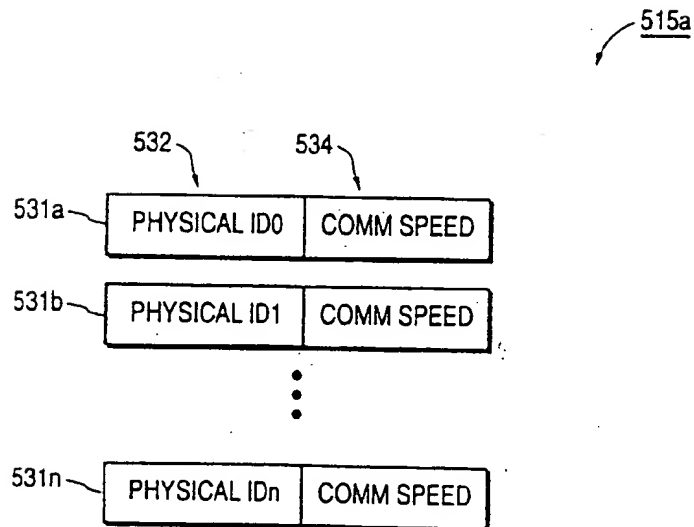 515a
532 534
531a PHYSICAL ID0 COMM SPEED
531b PHYSICAL ID1 COMM SPEED
531n PHYSICAL IDn COMM SPEED